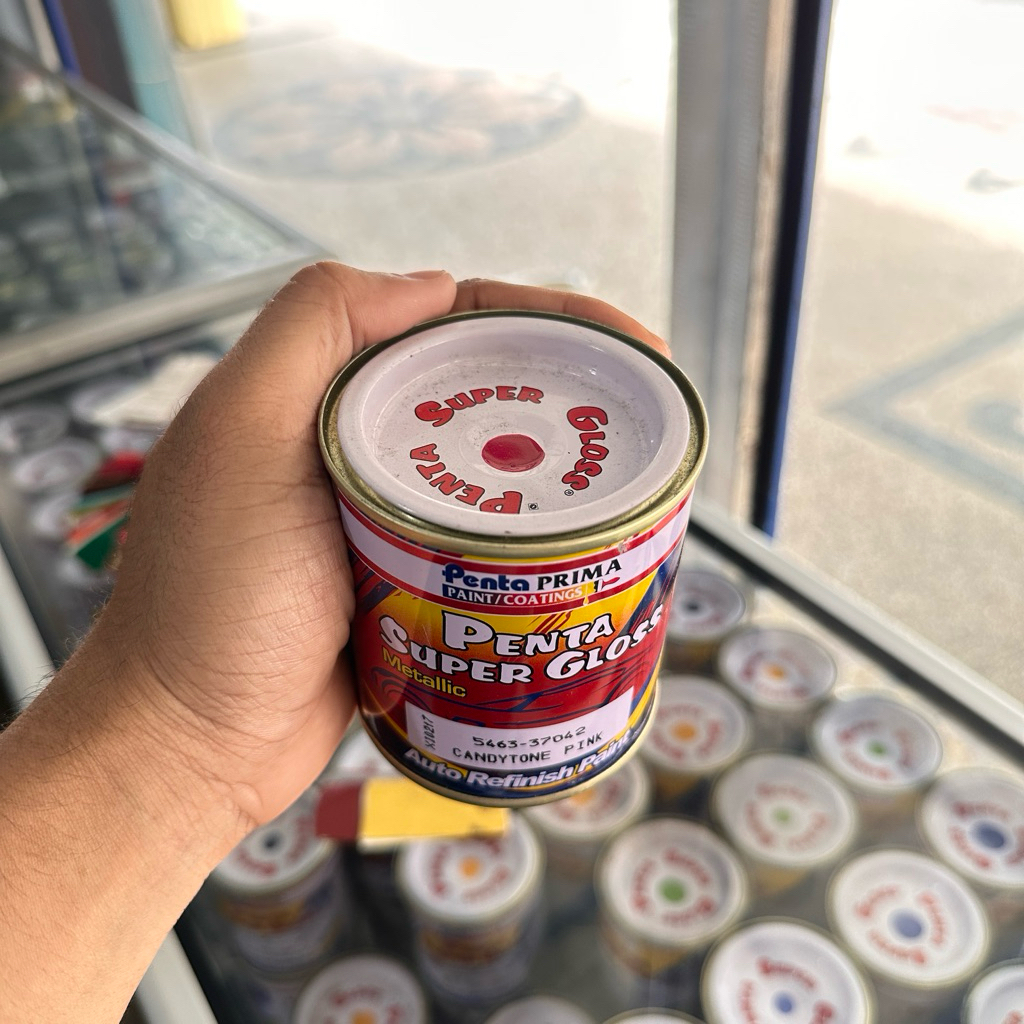 PENTA SUPER GLOSS ®
Penta PRIMA
PAINT/COATINGS
PENTA
SUPER GLOSS
Metallic
5463-37042
CANDYTONE PINK
Auto Refinish Paint